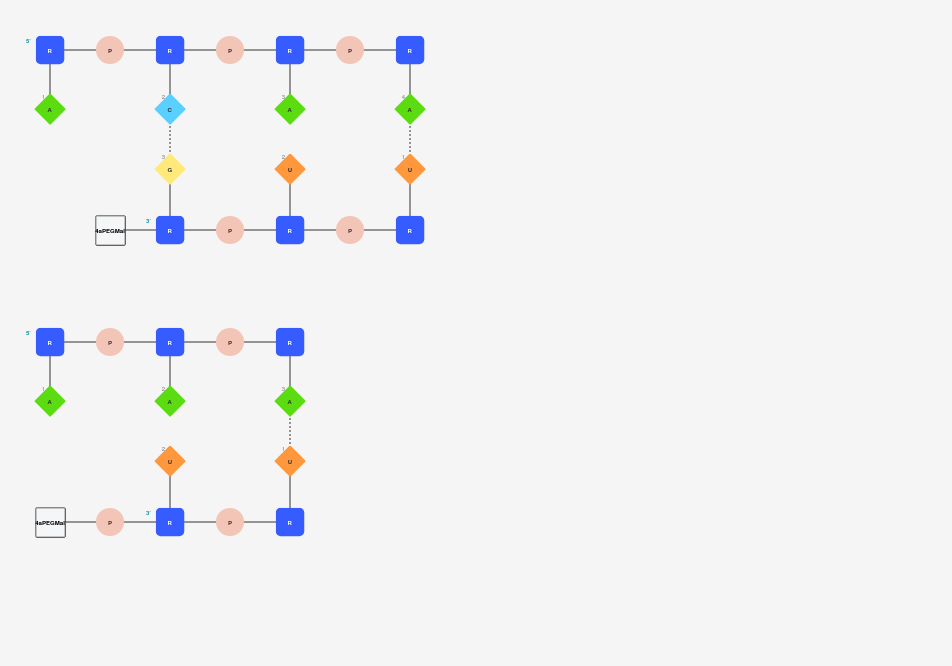 5' R P R P R P R
1 2 3 4
A C A A
3 2 1
G U U
4aPEGMal 3' R P R P R
5' R P R P R
1 2 3
A A A
2 1
U U
4aPEGMal P 3' R P R